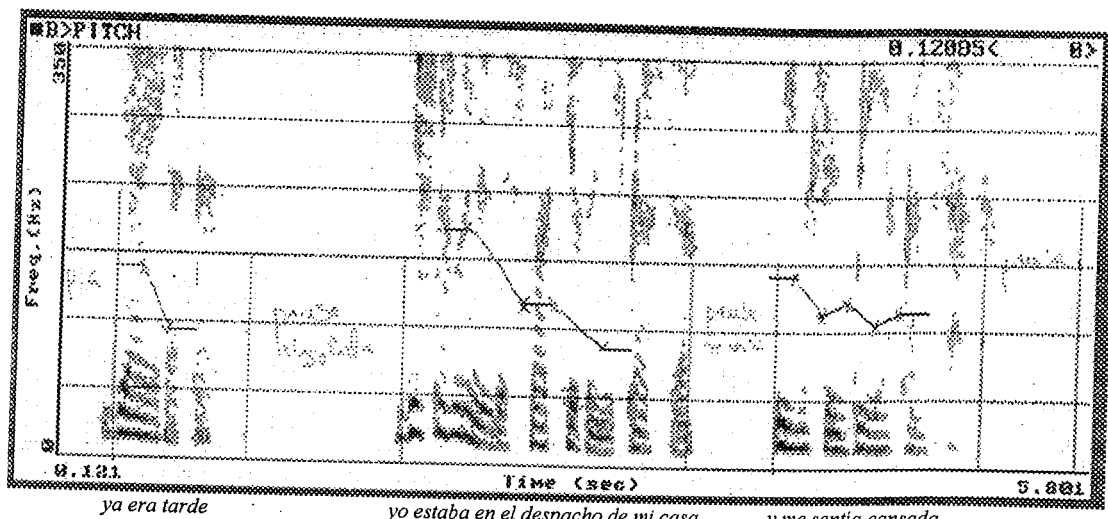 B>PITCH
0.12005< 0>
350
Freq.(Hz)
0
0.121 Time (sec) 5.801
ya era tarde yo estaba en el despacho de mi casa y me sentía cansada